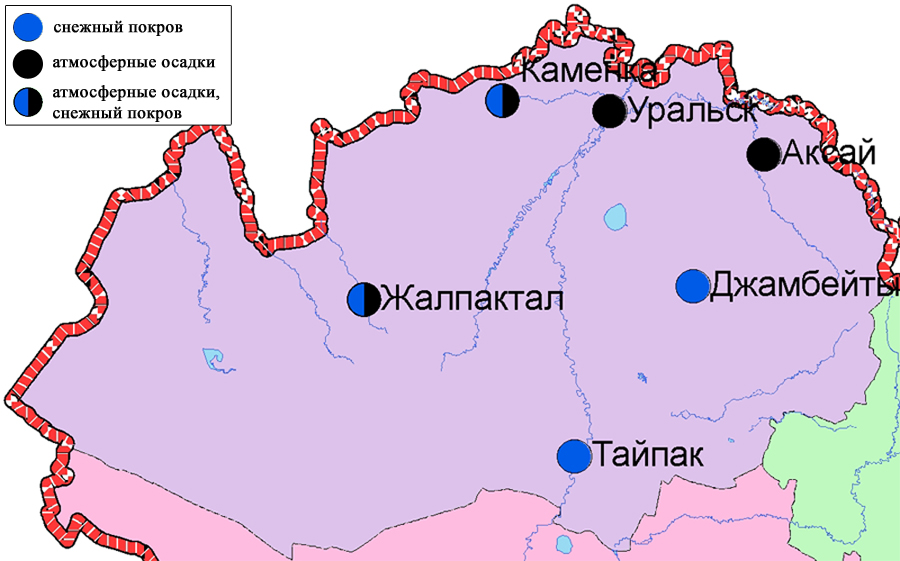 снежный покров
атмосферные осадки
атмосферные осадки,
снежный покров
Каменка
Уральск
Аксай
Джамбейты
Жалпактал
Тайпак